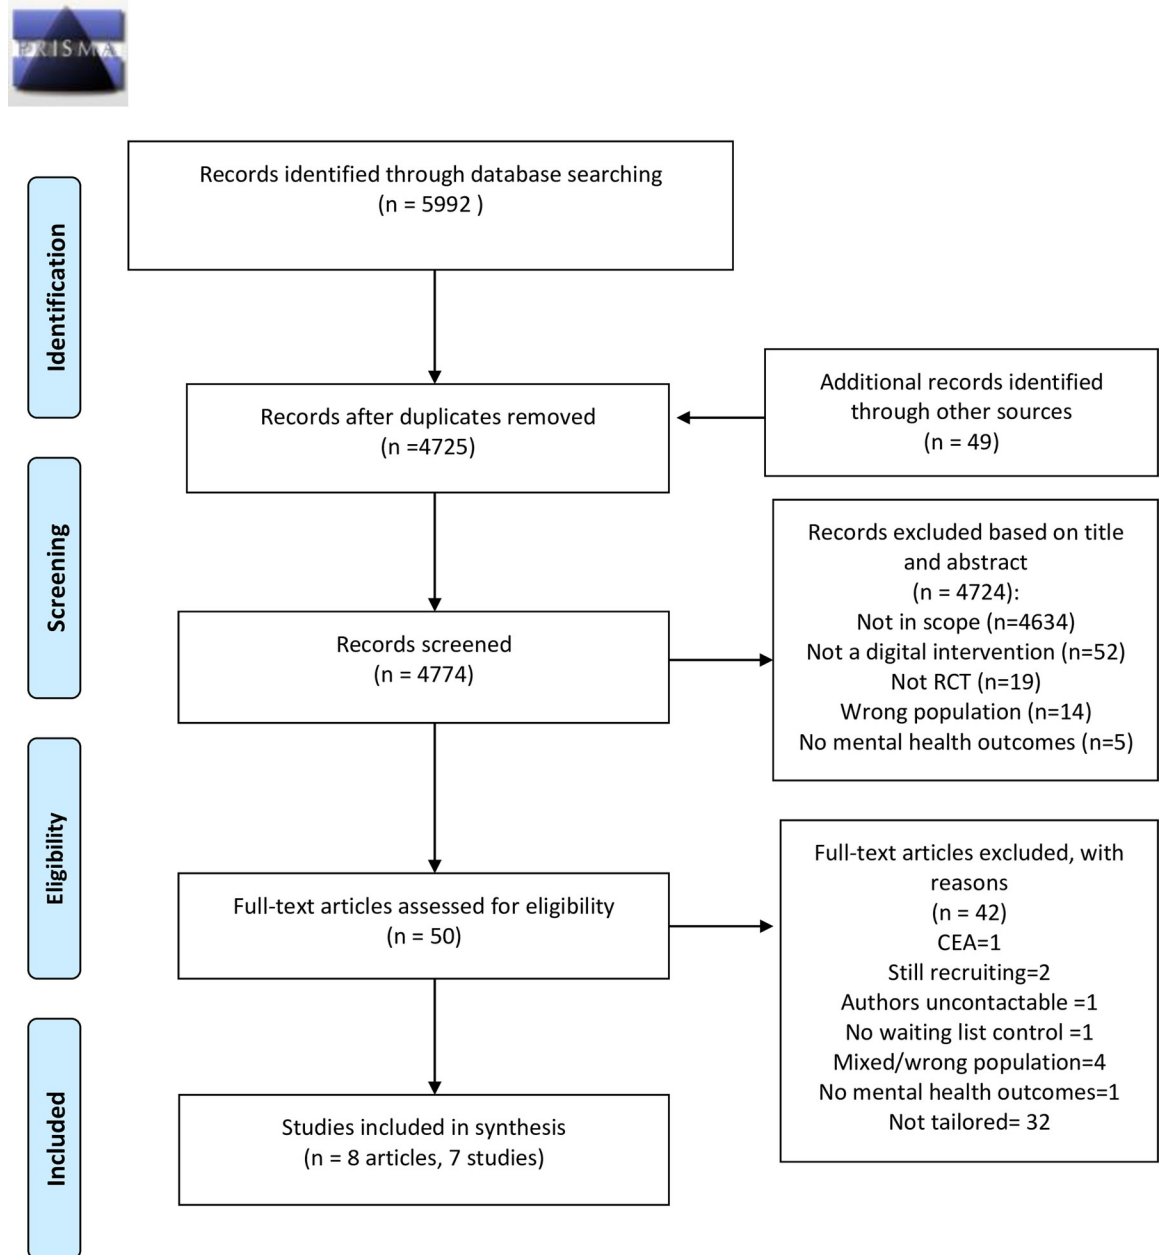 PRISMA
Records identified through database searching
(n = 5992 )
Identification
Additional records identified
through other sources
(n = 49)
Records after duplicates removed
(n =4725)
Screening
Records excluded based on title
and abstract
(n = 4724):
Not in scope (n=4634)
Not a digital intervention (n=52)
Not RCT (n=19)
Wrong population (n=14)
No mental health outcomes (n=5)
Records screened
(n = 4774)
Eligibility
Full-text articles assessed for eligibility
(n = 50)
Full-text articles excluded, with
reasons
(n = 42)
CEA=1
Still recruiting=2
Authors uncontactable =1
No waiting list control =1
Mixed/wrong population=4
No mental health outcomes=1
Not tailored= 32
Included
Studies included in synthesis
(n = 8 articles, 7 studies)